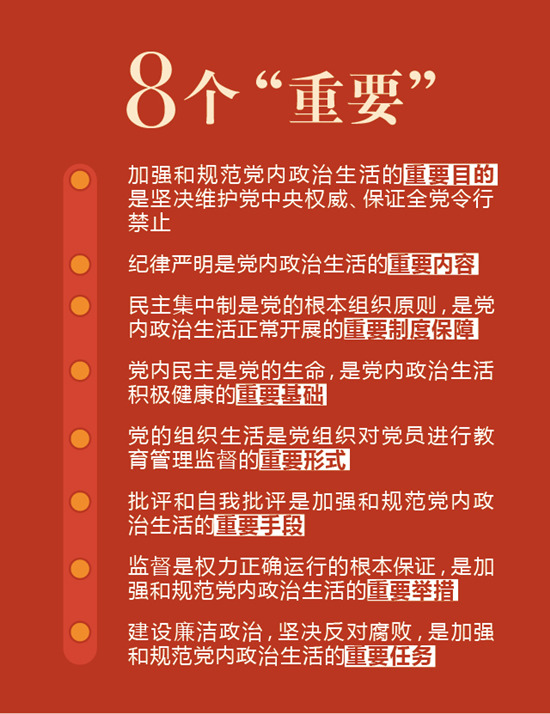 8个“重要”
加强和规范党内政治生活的重要目的
是坚决维护党中央权威、保证全党令行
禁止
纪律严明是党内政治生活的重要内容
民主集中制是党的根本组织原则,是党
内政治生活正常开展的重要制度保障
党内民主是党的生命,是党内政治生活
积极健康的重要基础
党的组织生活是党组织对党员进行教
育管理监督的重要形式
批评和自我批评是加强和规范党内政
治生活的重要手段
监督是权力正确运行的根本保证,是加
强和规范党内政治生活的重要举措
建设廉洁政治,坚决反对腐败,是加强
和规范党内政治生活的重要任务